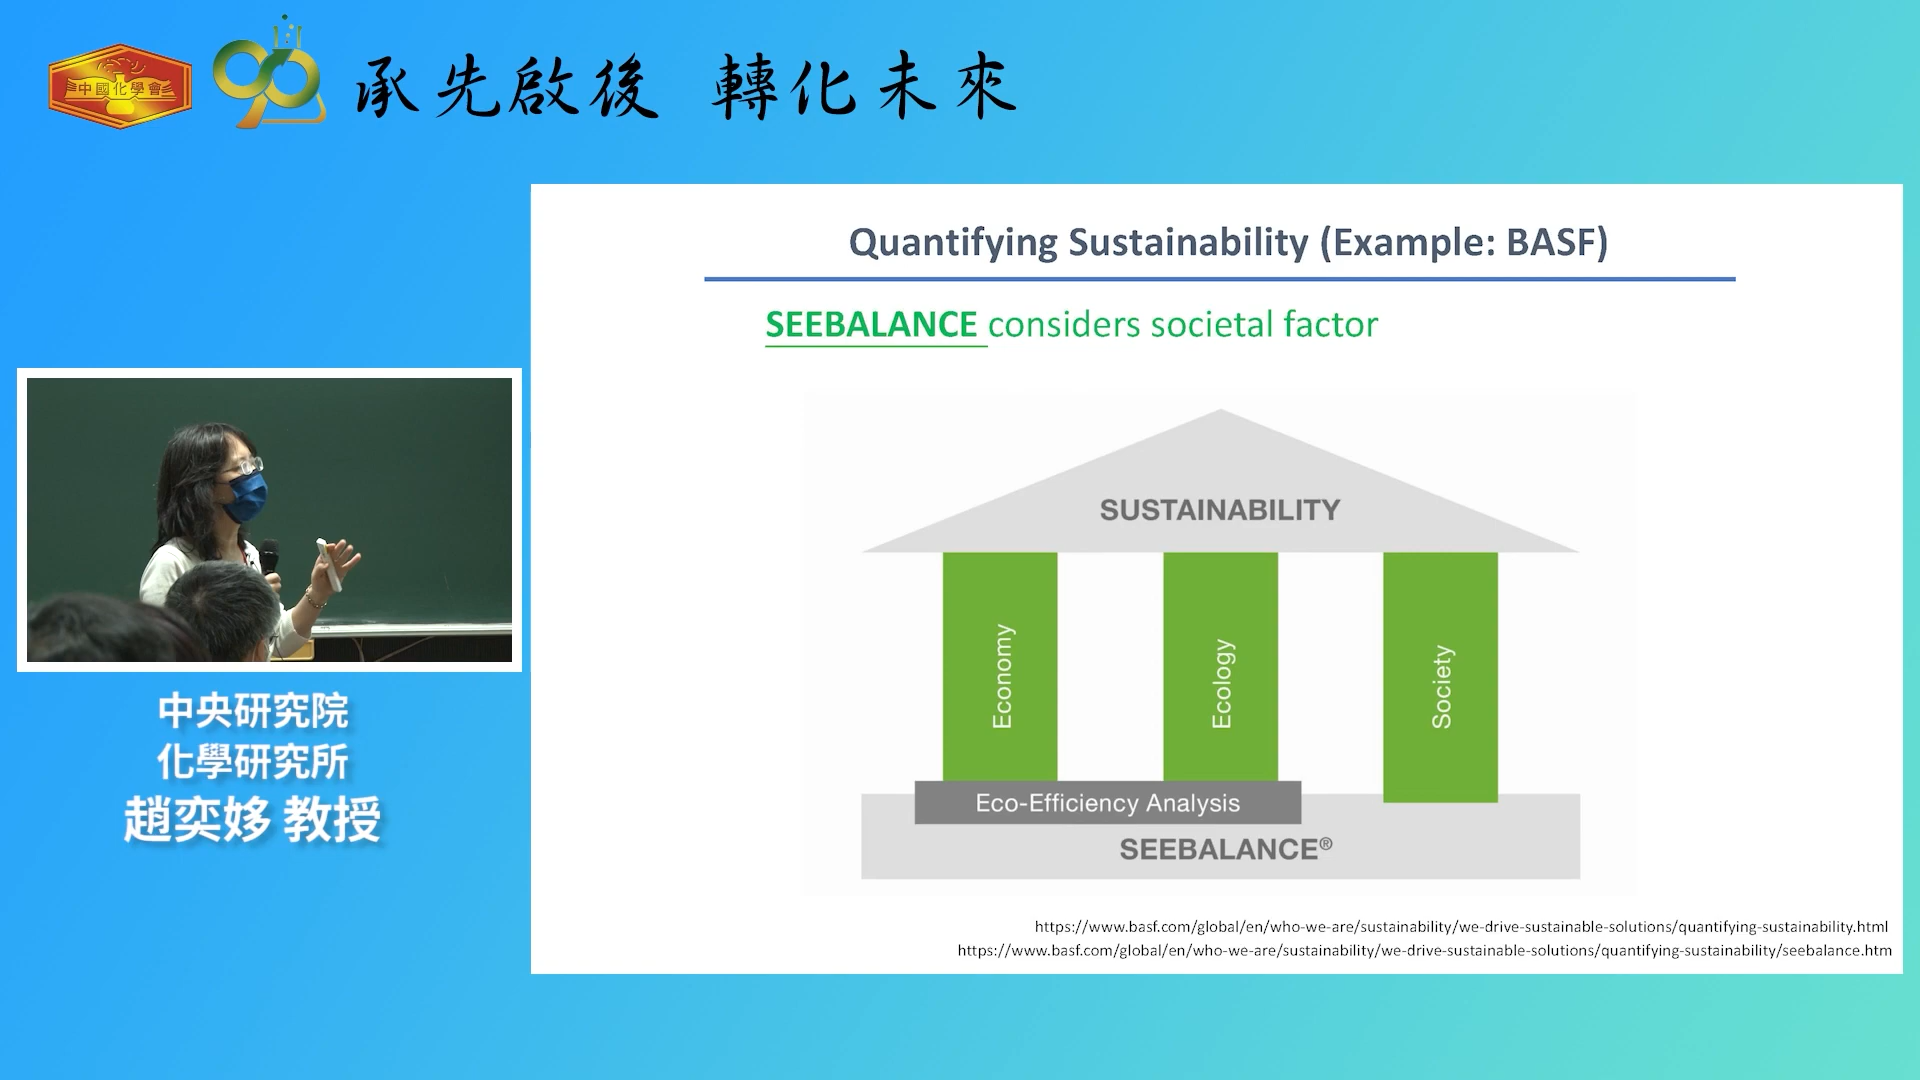 中國化學會
90
承先啟後 轉化未來
Quantifying Sustainability (Example: BASF)
SEEBALANCE considers societal factor
SUSTAINABILITY
Economy
Ecology
Society
Eco-Efficiency Analysis
SEEBALANCE®
https://www.basf.com/global/en/who-we-are/sustainability/we-drive-sustainable-solutions/quantifying-sustainability.html
https://www.basf.com/global/en/who-we-are/sustainability/we-drive-sustainable-solutions/quantifying-sustainability/seebalance.htm
中央研究院
化學研究所
趙奕姼 教授